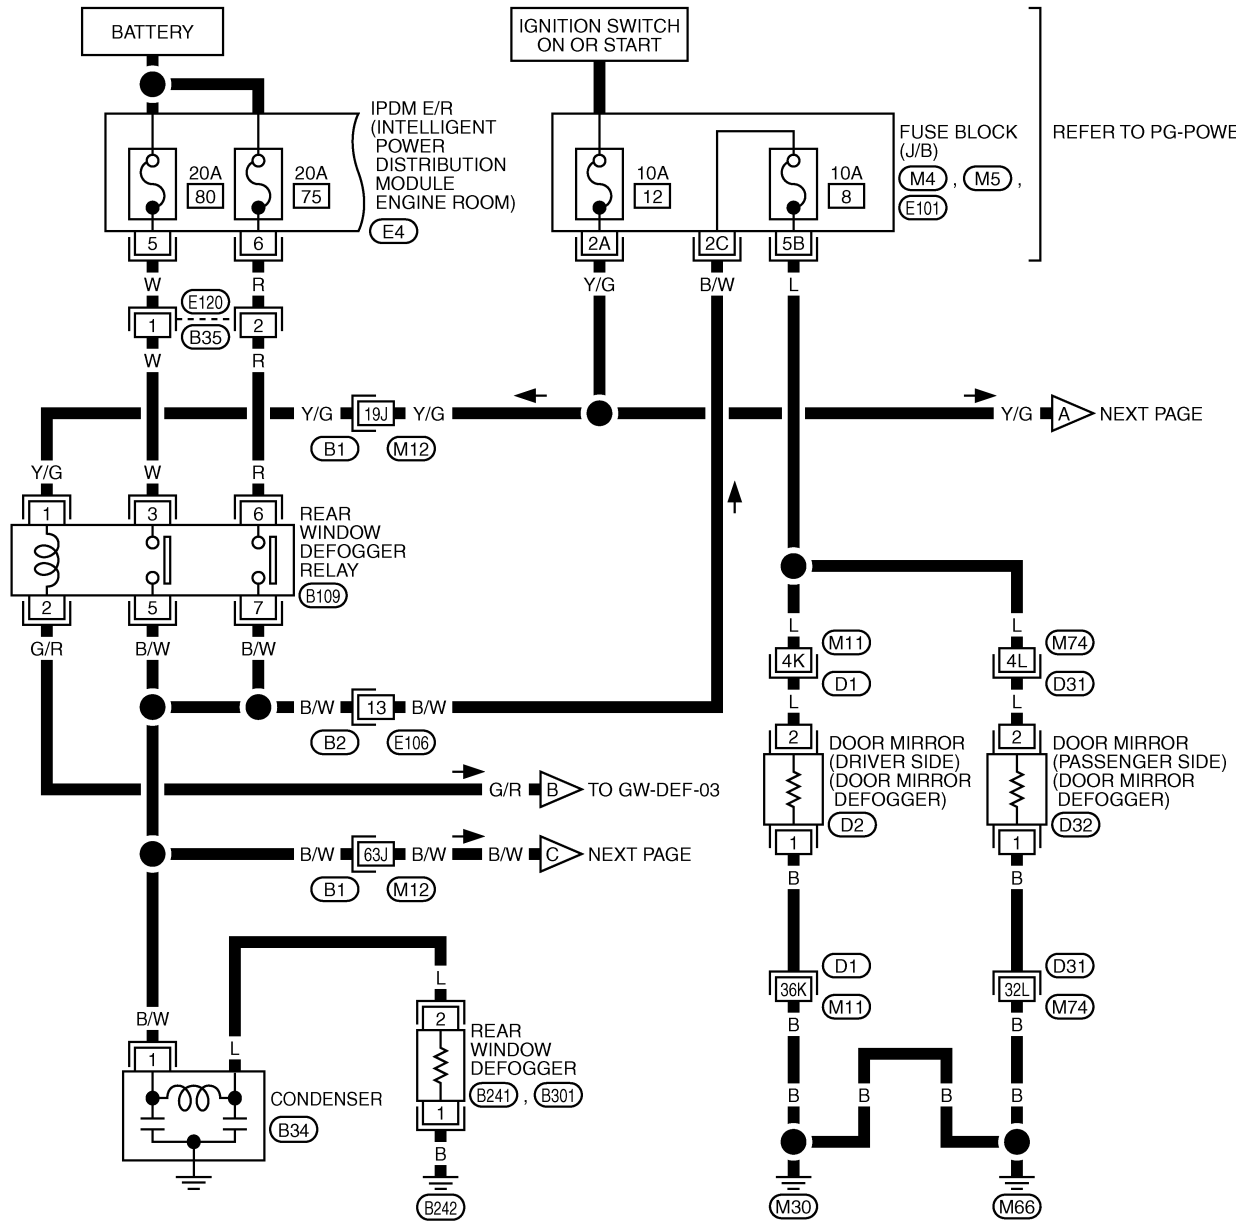 BATTERY
IGNITION SWITCH
ON OR START
IPDM E/R
(INTELLIGENT
POWER
DISTRIBUTION
MODULE
ENGINE ROOM)
E4
20A
80
20A
75
10A
12
10A
8
FUSE BLOCK
(J/B)
M4 , M5 ,
E101
REFER TO PG-POWE
5
6
2A
2C
5B
W
R
Y/G
B/W
L
E120
1
2
B35
W
R
Y/G
19J
Y/G
Y/G
A
NEXT PAGE
B1
M12
Y/G
W
R
1
3
6
REAR
WINDOW
DEFOGGER
RELAY
B109
2
5
7
G/R
B/W
B/W
L
L
M11
M74
4K
4L
D1
D31
L
L
B/W
13
B/W
B2
E106
2
2
DOOR MIRROR
(DRIVER SIDE)
(DOOR MIRROR
DEFOGGER)
D2
DOOR MIRROR
(PASSENGER SIDE)
(DOOR MIRROR
DEFOGGER)
D32
1
1
G/R
B
TO GW-DEF-03
B/W
63J
B/W
B/W
C
NEXT PAGE
B1
M12
B
B
D1
D31
36K
32L
M11
M74
B
B
L
B/W
L
2
REAR
WINDOW
DEFOGGER
B241 , B301
1
1
CONDENSER
B34
B
B242
B
B
B
B
M30
M66